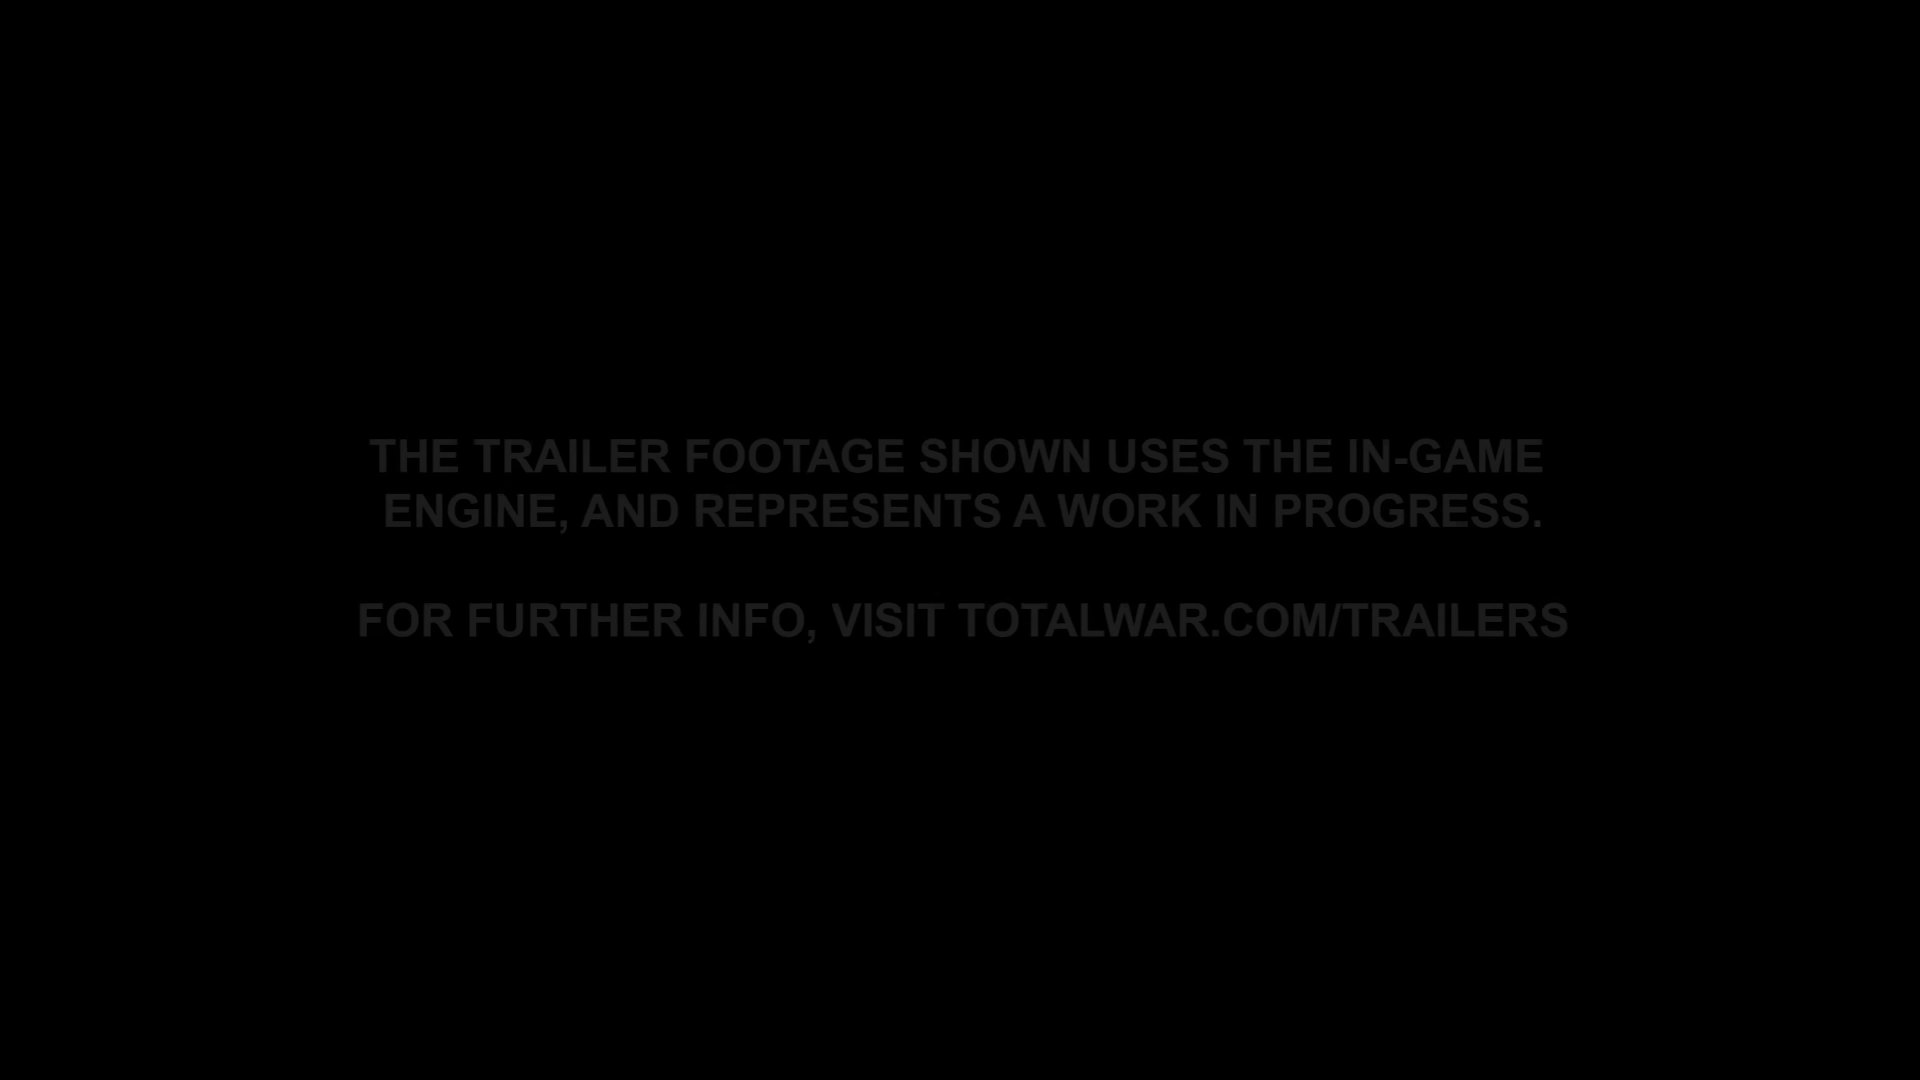 THE TRAILER FOOTAGE SHOWN USES THE IN-GAME
ENGINE, AND REPRESENTS A WORK IN PROGRESS.
FOR FURTHER INFO, VISIT TOTALWAR.COM/TRAILERS